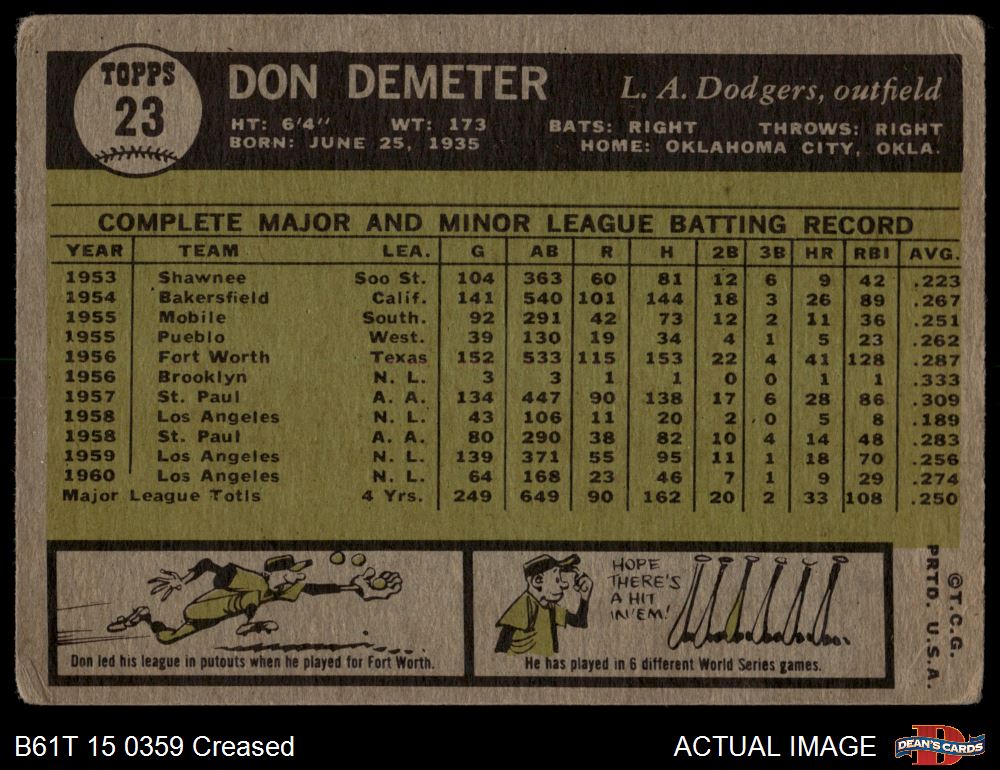 TOPPS
23
DON DEMETER
L. A. Dodgers, outfield
HT: 6'4" WT: 173 BATS: RIGHT THROWS: RIGHT
BORN: JUNE 25, 1935 HOME: OKLAHOMA CITY, OKLA.
COMPLETE MAJOR AND MINOR LEAGUE BATTING RECORD
YEAR TEAM LEA. G AB R H 2B 3B HR RBI AVG.
1953 Shawnee Soo St. 104 363 60 81 12 6 9 42 .223
1954 Bakersfield Calif. 141 540 101 144 18 3 26 89 .267
1955 Mobile South. 92 291 42 73 12 2 11 36 .251
1955 Pueblo West. 39 130 19 34 4 1 5 23 .262
1956 Fort Worth Texas 152 533 115 153 22 4 41 128 .287
1956 Brooklyn N. L. 3 3 1 1 0 0 1 1 .333
1957 St. Paul A. A. 134 447 90 138 17 6 28 86 .309
1958 Los Angeles N. L. 43 106 11 20 2 0 5 8 .189
1958 St. Paul A. A. 80 290 38 82 10 4 14 48 .283
1959 Los Angeles N. L. 139 371 55 95 11 1 18 70 .256
1960 Los Angeles N. L. 64 168 23 46 7 1 9 29 .274
Major League Totls 4 Yrs. 249 649 90 162 20 2 33 108 .250
Don led his league in putouts when he played for Fort Worth.
HOPE
THERE'S
A HIT
IN 'EM!
He has played in 6 different World Series games.
©T.C.G.
PRTD. U.S.A.
B61T 15 0359 Creased
ACTUAL IMAGE
D
DEAN'S CARDS